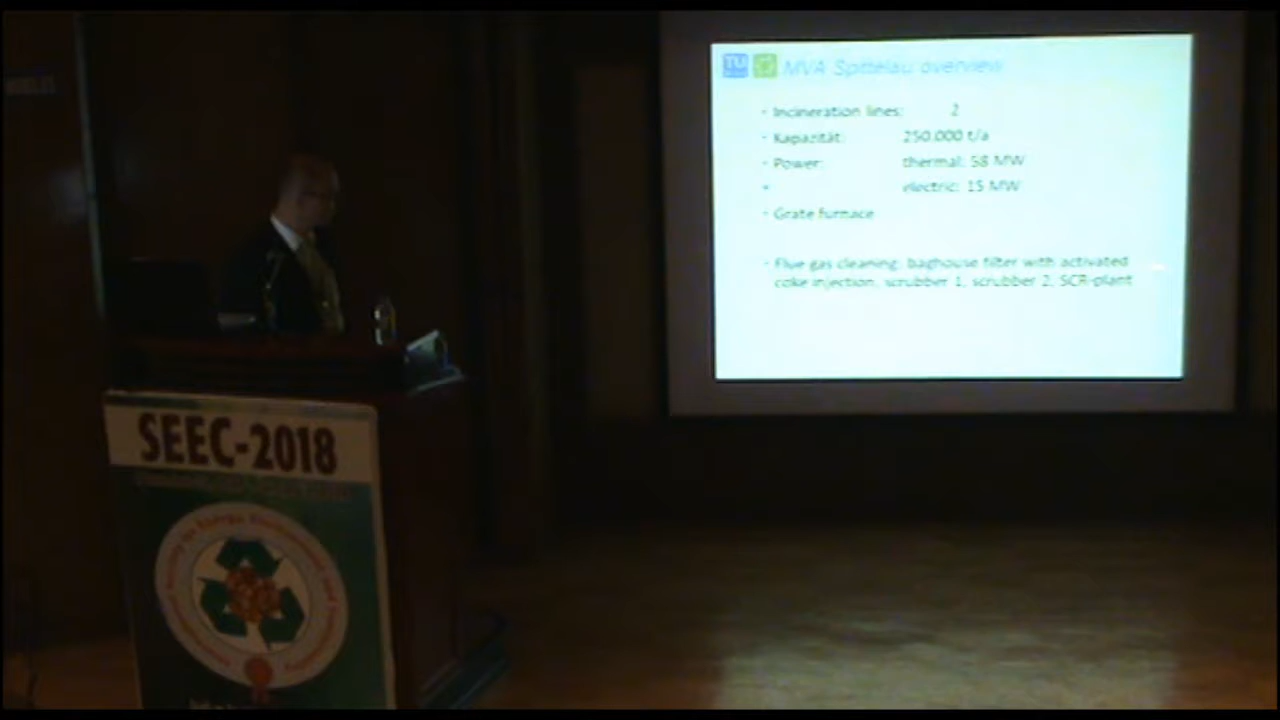 TU
MVA Spittelau overview
• Incineration lines: 2
• Kapazität: 250.000 t/a
• Power: thermal: 58 MW
• electric: 15 MW
• Grate furnace
• Flue gas cleaning: baghouse filter with activated
coke injection, scrubber 1, scrubber 2, SCR-plant
SEEC-2018